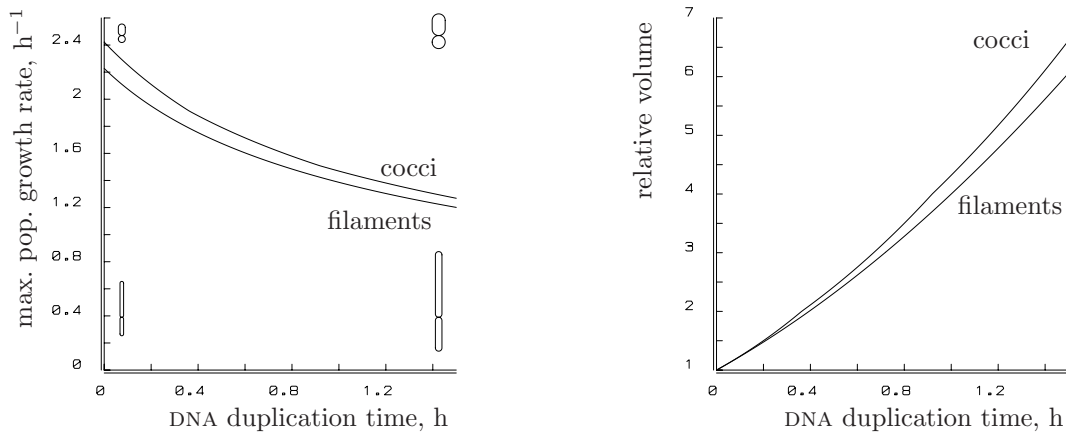 max. pop. growth rate, h⁻¹
2.4
2
1.6
1.2
0.8
0.4
0
cocci
filaments
0 0.4 0.8 1.2
DNA duplication time, h
relative volume
7
6
5
4
3
2
1
cocci
filaments
0 0.4 0.8 1.2
DNA duplication time, h